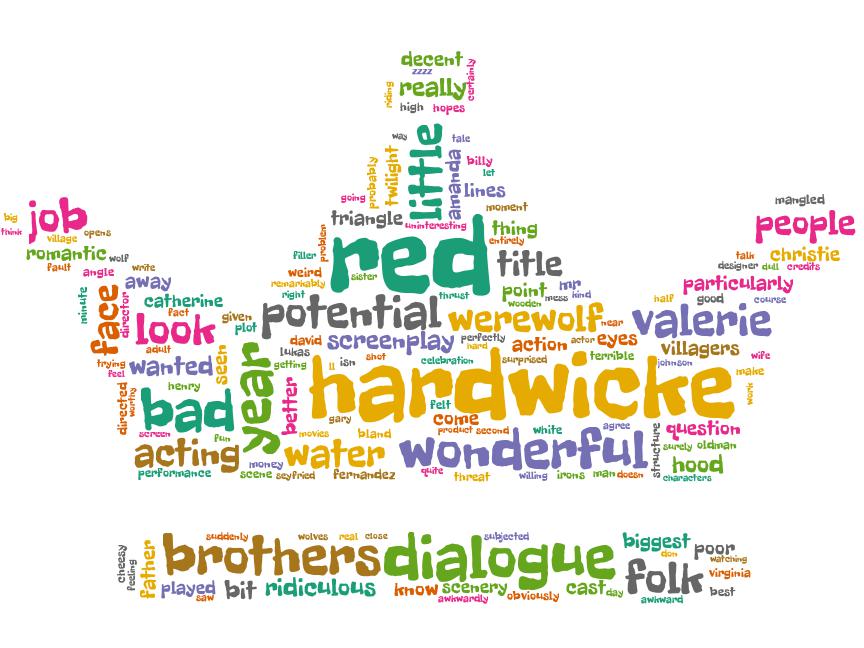 decent
zzzz
certainly
really
riding
high hopes
way
little
tale
twilight
probably
amanda
billy
let
lines
going
moment
triangle
uninteresting
thing
entirely
problem
red
title
filler
weird
sister
remarkably
right
thrust
point
mr
kind
wooden
mess
job
big
think
village
opens
romantic
wolf
fault
angle
write
away
minute
face
director
catherine
fact
look
given
plot
adult
trying
feel
wanted
seen
henry
directed
worthy
bad
screen
fun
acting
performance
year
potential
werewolf
near
david
screenplay
perfectly
hard
action
actor
eyes
lukas
isn
shot
celebration
surprised
terrible
getting
ll
better
hardwicke
gary
felt
come
product
second
white
agree
movies
bland
water
wonderful
money
scene
seyfried
fernandez
quite
threat
willing
irons
man
doesn
structure
mangled
people
talk
christie
designer
dull
credits
particularly
half
good
course
valerie
villagers
johnson
wife
make
work
question
surely
oldman
hood
characters
suddenly
wolves
real
close
subjected
cheesy
feeling
father
brothers
dialogue
biggest
don
poor
watching
folk
virginia
played
saw
bit
ridiculous
know
scenery
awkwardly
obviously
cast
day
awkward
best